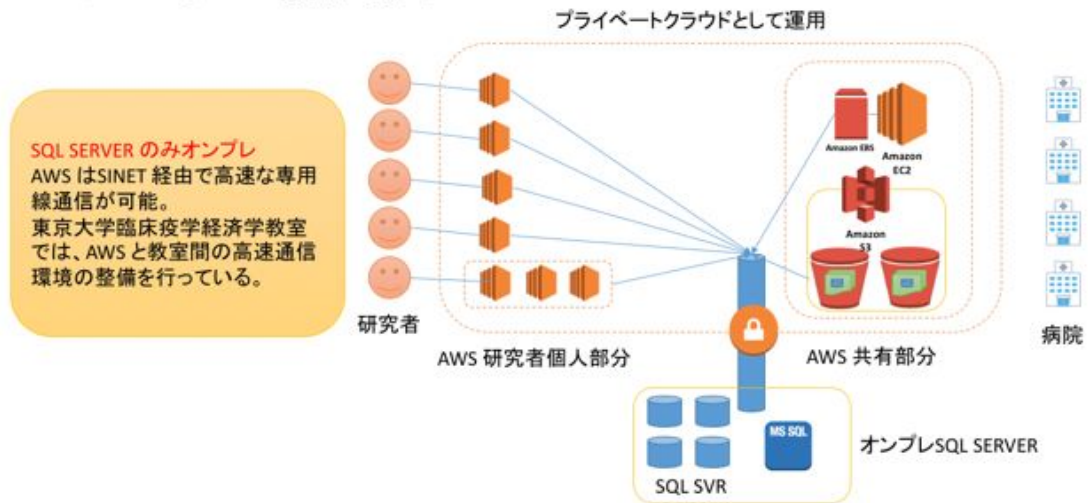 プライベートクラウドとして運用
SQL SERVER のみオンプレ
AWS はSINET 経由で高速な専用
線通信が可能。
東京大学臨床疫学経済学教室
では、AWS と教室間の高速通信
環境の整備を行っている。
Amazon EBS
Amazon
EC2
Amazon
S3
研究者
病院
AWS 研究者個人部分
AWS 共有部分
MS SQL
SQL SVR
オンプレSQL SERVER